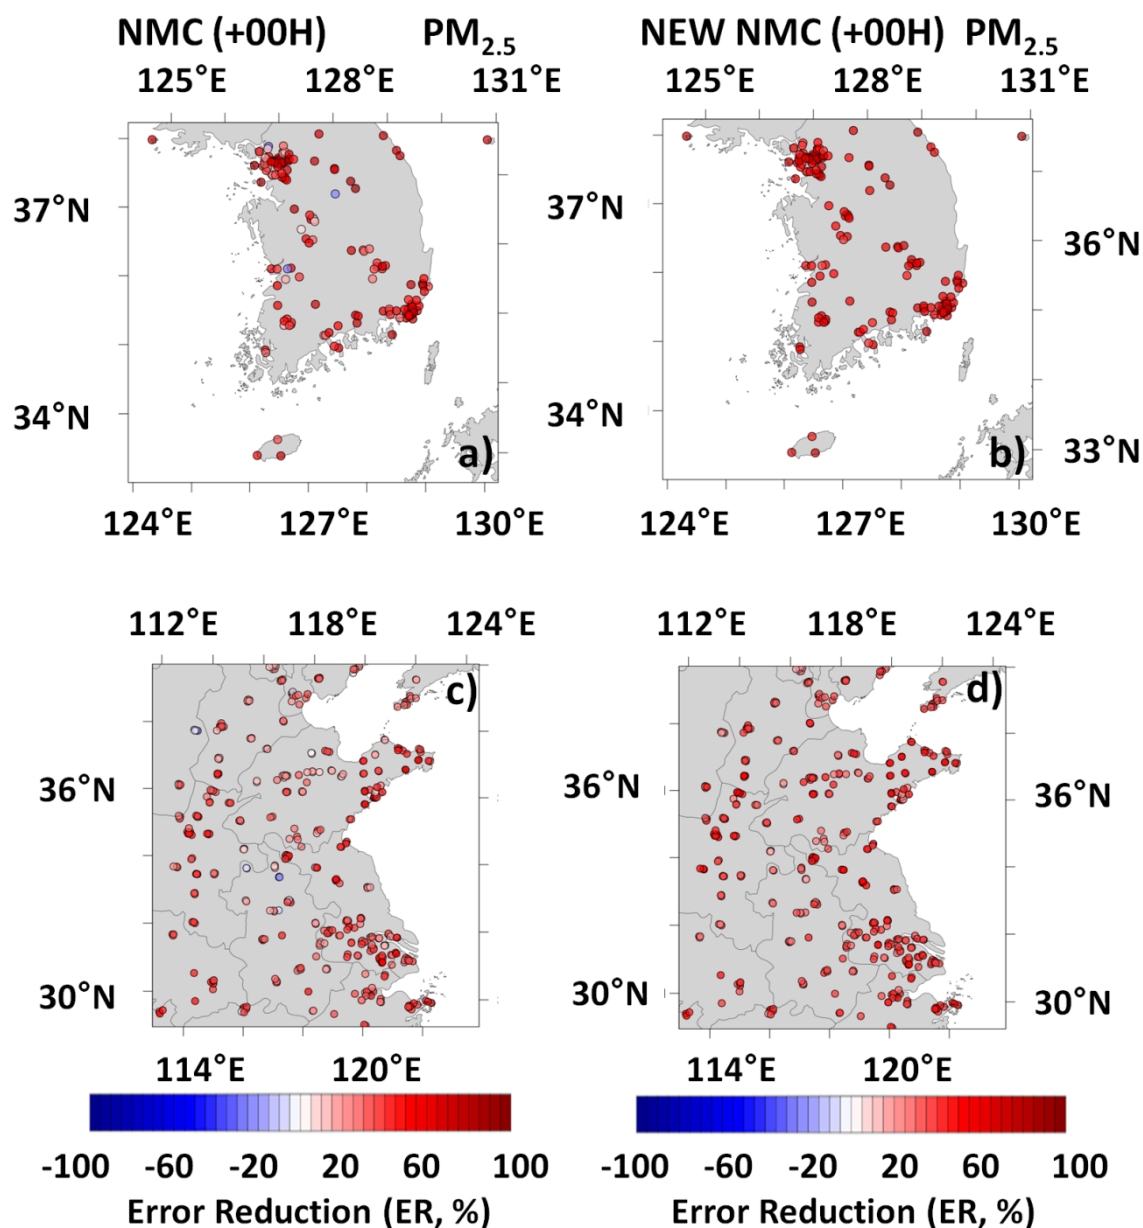 NMC (+00H) PM2.5 NEW NMC (+00H) PM2.5
125°E 128°E 131°E 125°E 128°E 131°E
37°N 37°N 36°N
34°N 34°N 33°N
a) b)
124°E 127°E 130°E 124°E 127°E 130°E
112°E 118°E 124°E 112°E 118°E 124°E
c) d)
36°N 36°N 36°N
30°N 30°N 30°N
114°E 120°E 114°E 120°E
-100 -60 -20 20 60 100 -100 -60 -20 20 60 100
Error Reduction (ER, %) Error Reduction (ER, %)